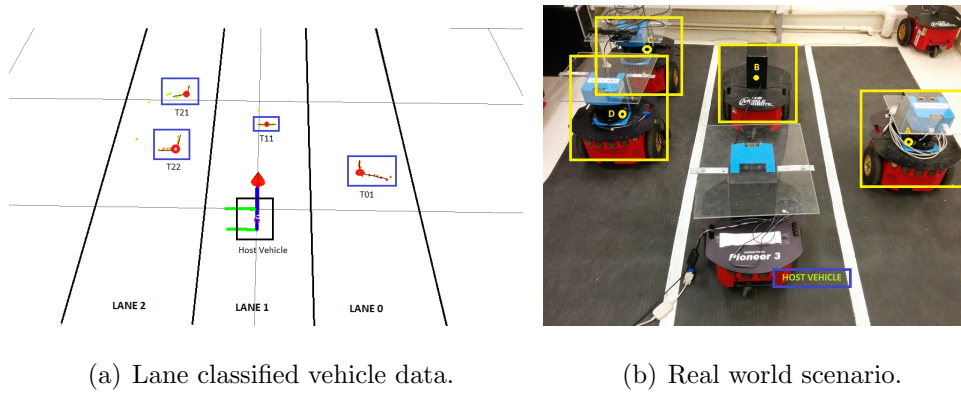 T21
T11
T22
T01
Host Vehicle
LANE 2
LANE 1
LANE 0
C
B
D
A
Pioneer 3
HOST VEHICLE
(a) Lane classified vehicle data.
(b) Real world scenario.